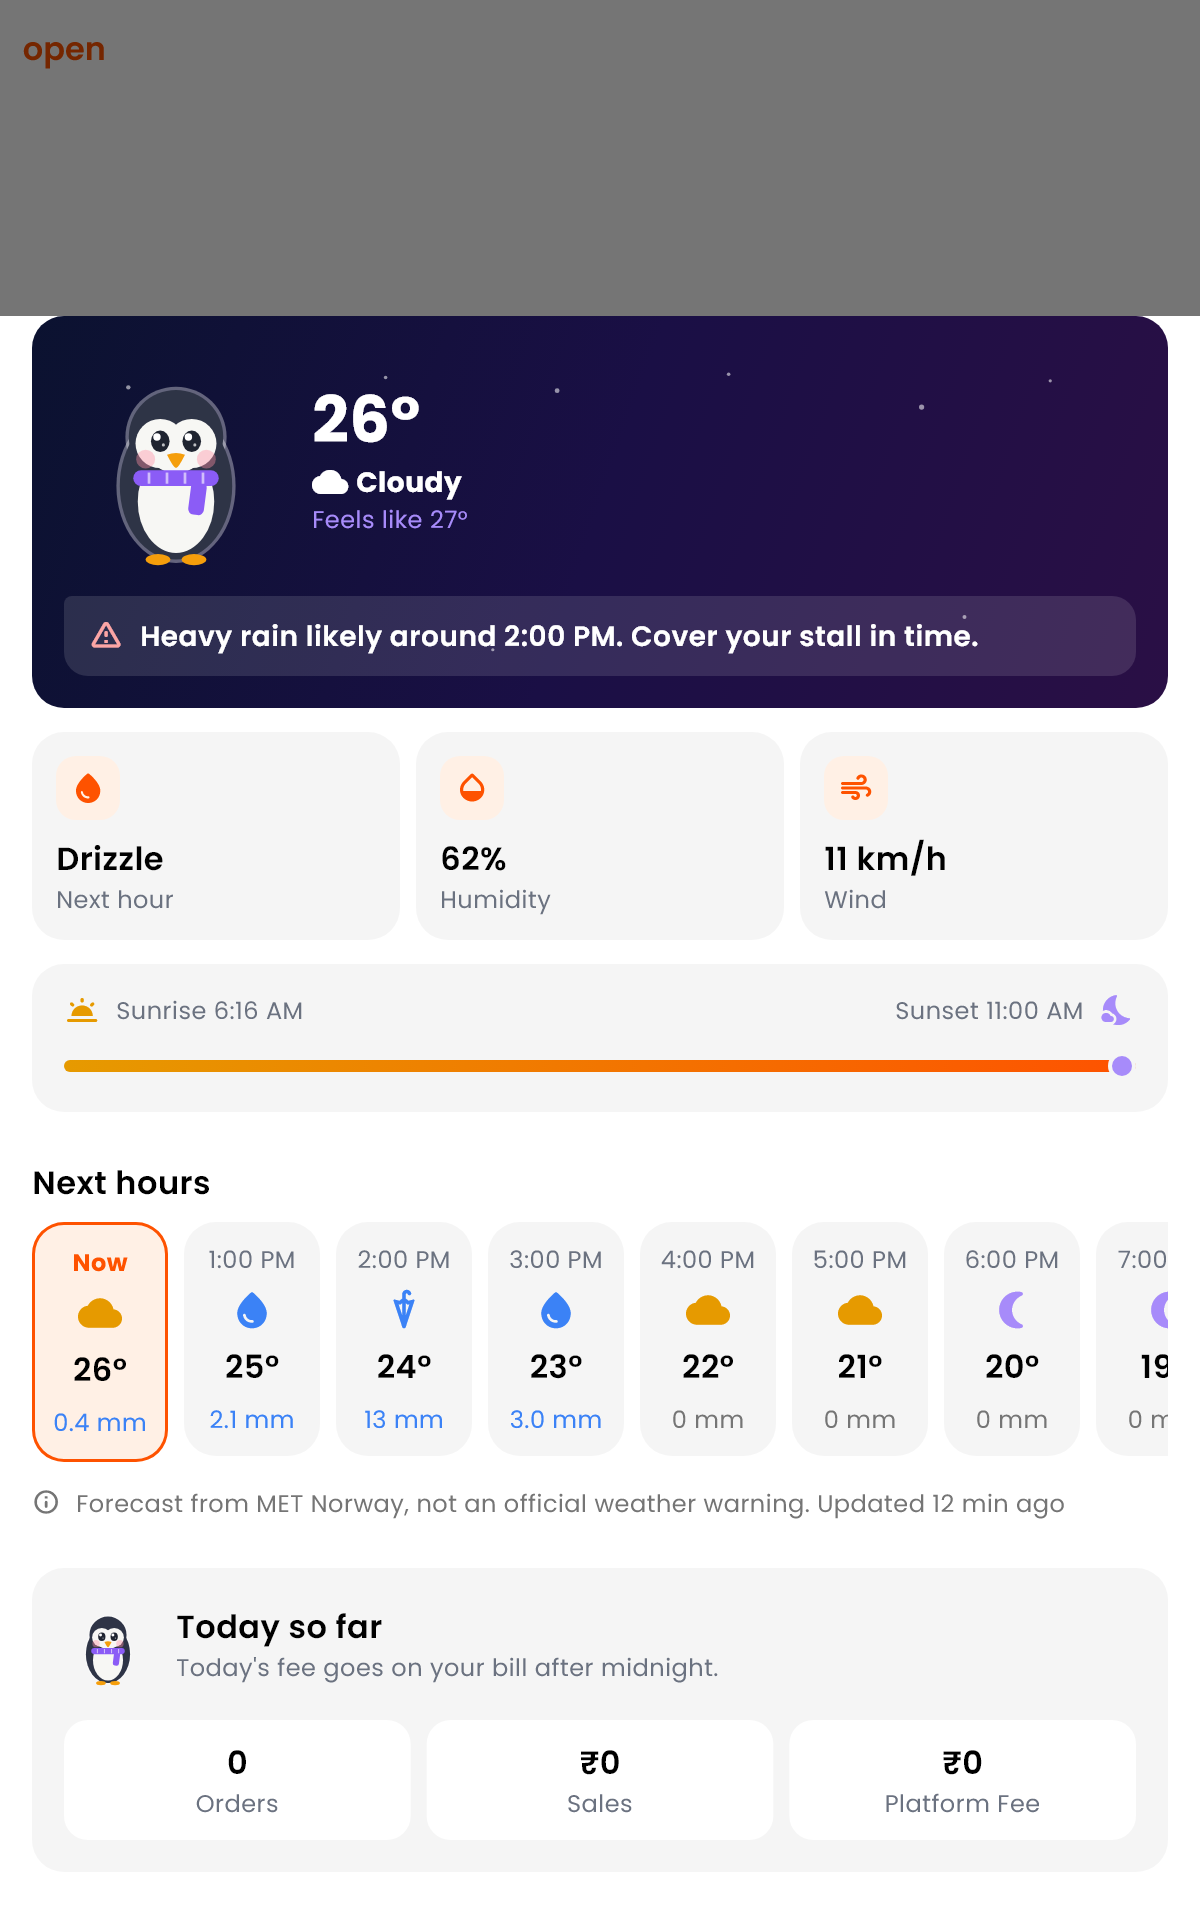 open
26°
Cloudy
Feels like 27°
Heavy rain likely around 2:00 PM. Cover your stall in time.
Drizzle
Next hour
62%
Humidity
11 km/h
Wind
Sunrise 6:16 AM
Sunset 11:00 AM
Next hours
Now
26°
0.4 mm
1:00 PM
25°
2.1 mm
2:00 PM
24°
13 mm
3:00 PM
23°
3.0 mm
4:00 PM
22°
0 mm
5:00 PM
21°
0 mm
6:00 PM
20°
0 mm
7:00
19
0 m
Forecast from MET Norway, not an official weather warning. Updated 12 min ago
Today so far
Today's fee goes on your bill after midnight.
0
Orders
₹0
Sales
₹0
Platform Fee